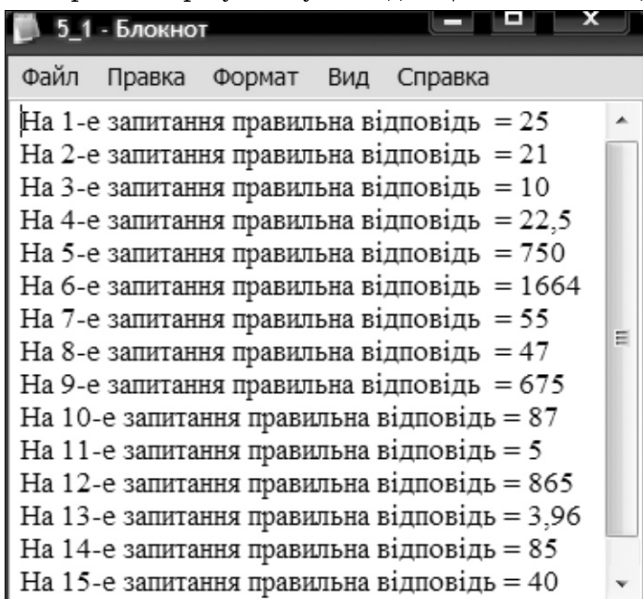 5_1 - Блокнот
Файл Правка Формат Вид Справка
На 1-е запитання правильна відповідь = 25
На 2-е запитання правильна відповідь = 21
На 3-е запитання правильна відповідь = 10
На 4-е запитання правильна відповідь = 22,5
На 5-е запитання правильна відповідь = 750
На 6-е запитання правильна відповідь = 1664
На 7-е запитання правильна відповідь = 55
На 8-е запитання правильна відповідь = 47
На 9-е запитання правильна відповідь = 675
На 10-е запитання правильна відповідь = 87
На 11-е запитання правильна відповідь = 5
На 12-е запитання правильна відповідь = 865
На 13-е запитання правильна відповідь = 3,96
На 14-е запитання правильна відповідь = 85
На 15-е запитання правильна відповідь = 40